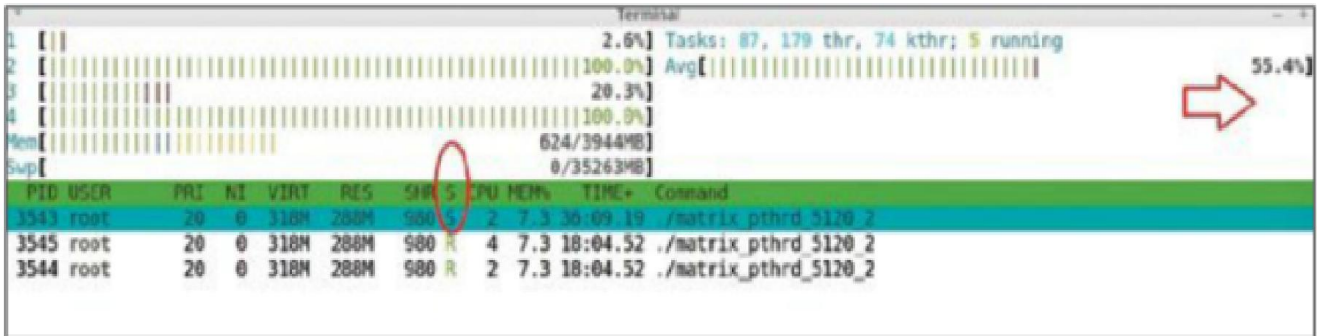 Terminal
1 [|| 2.6%] Tasks: 87, 179 thr, 74 kthr; 5 running
2 [||||||||||||||||||||||||||||||||||||||||||||100.0%] Avg[|||||||||||||||||||||||||||| 55.4%]
3 [||||||||||| 20.3%]
4 [||||||||||||||||||||||||||||||||||||||||||||100.0%]
Mem[||||||||||||||||||||| 624/3944MB]
Swp[ 0/35263MB]
PID USER PRI NI VIRT RES SHR S CPU MEM% TIME+ Command
3543 root 20 0 318M 288M 980 S 2 7.3 36:09.19 ./matrix_pthrd_5120_2
3545 root 20 0 318M 288M 980 R 4 7.3 18:04.52 ./matrix_pthrd_5120_2
3544 root 20 0 318M 288M 980 R 2 7.3 18:04.52 ./matrix_pthrd_5120_2